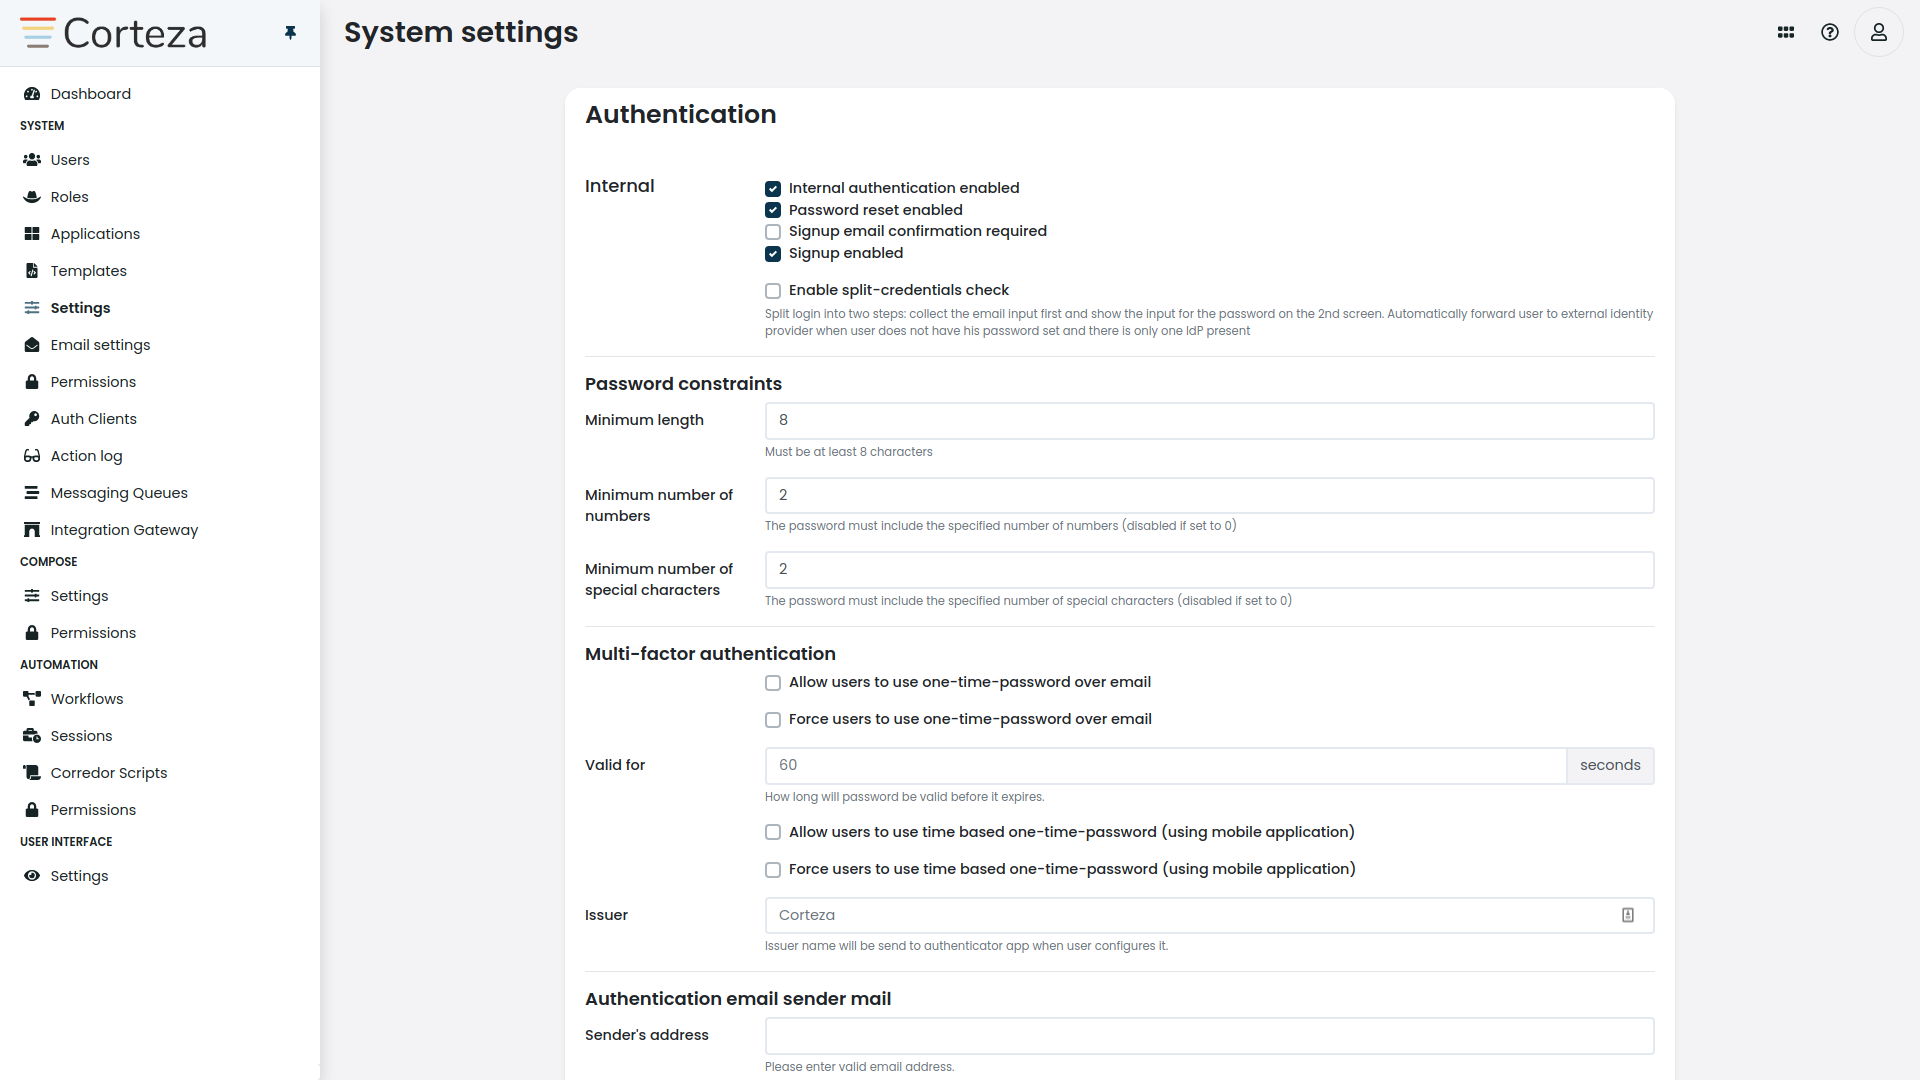 Corteza
System settings
Dashboard
SYSTEM
Users
Roles
Applications
Templates
Settings
Email settings
Permissions
Auth Clients
Action log
Messaging Queues
Integration Gateway
COMPOSE
Settings
Permissions
AUTOMATION
Workflows
Sessions
Corredor Scripts
Permissions
USER INTERFACE
Settings
Authentication
Internal
Internal authentication enabled
Password reset enabled
Signup email confirmation required
Signup enabled
Enable split-credentials check
Split login into two steps: collect the email input first and show the input for the password on the 2nd screen. Automatically forward user to external identity
provider when user does not have his password set and there is only one IdP present
Password constraints
Minimum length
8
Must be at least 8 characters
Minimum number of
numbers
2
The password must include the specified number of numbers (disabled if set to 0)
Minimum number of
special characters
2
The password must include the specified number of special characters (disabled if set to 0)
Multi-factor authentication
Allow users to use one-time-password over email
Force users to use one-time-password over email
Valid for
60
seconds
How long will password be valid before it expires.
Allow users to use time based one-time-password (using mobile application)
Force users to use time based one-time-password (using mobile application)
Issuer
Corteza
Issuer name will be send to authenticator app when user configures it.
Authentication email sender mail
Sender's address
Please enter valid email address.